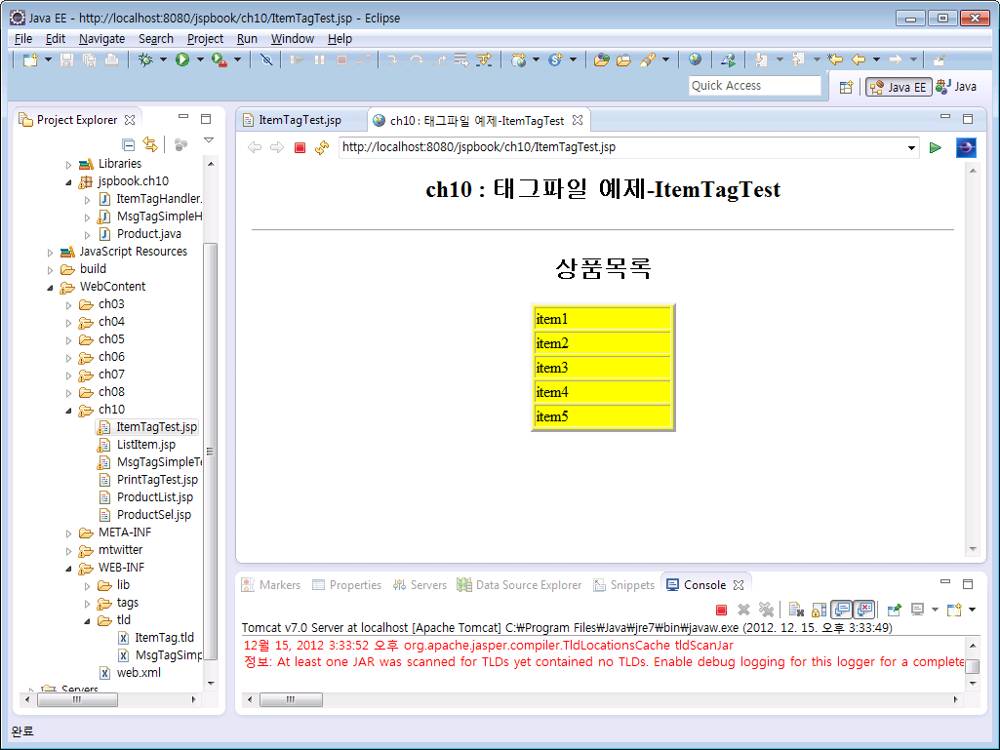 Java EE - http://localhost:8080/jspbook/ch10/ItemTagTest.jsp - Eclipse
File Edit Navigate Search Project Run Window Help
Quick Access
Java EE
Java
Project Explorer
Libraries
jspbook.ch10
ItemTagHandler.
MsgTagSimpleH
Product.java
JavaScript Resources
build
WebContent
ch03
ch04
ch05
ch06
ch07
ch08
ch10
ItemTagTest.jsp
ListItem.jsp
MsgTagSimpleTe
PrintTagTest.jsp
ProductList.jsp
ProductSel.jsp
META-INF
mtwitter
WEB-INF
lib
tags
tld
ItemTag.tld
MsgTagSimp
web.xml
Servers
ItemTagTest.jsp
ch10 : 태그파일 예제-ItemTagTest
http://localhost:8080/jspbook/ch10/ItemTagTest.jsp
ch10 : 태그파일 예제-ItemTagTest
상품목록
item1
item2
item3
item4
item5
Markers Properties Servers Data Source Explorer Snippets Console
Tomcat v7.0 Server at localhost [Apache Tomcat] C:₩Program Files₩Java₩jre7₩bin₩javaw.exe (2012. 12. 15. 오후 3:33:49)
12월 15, 2012 3:33:52 오후 org.apache.jasper.compiler.TldLocationsCache tldScanJar
정보: At least one JAR was scanned for TLDs yet contained no TLDs. Enable debug logging for this logger for a complete
완료